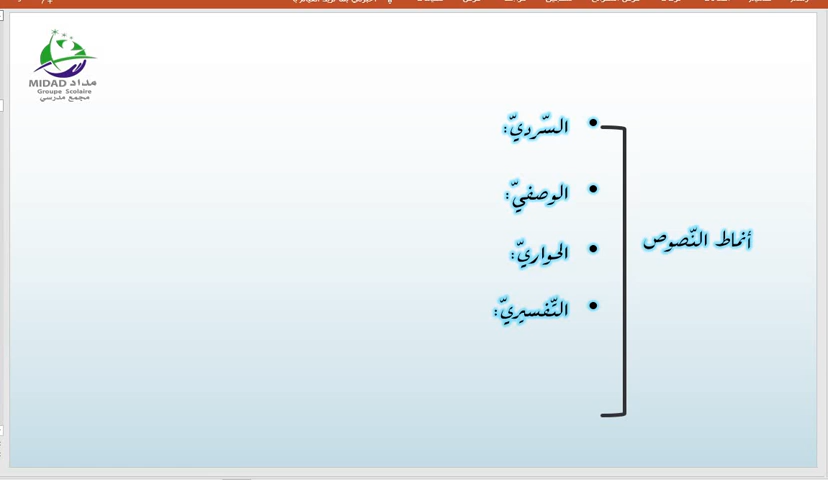 MIDAD مداد
Groupe Scolaire
مجمع مدرسي
أنماط النّصوص
• السّرديّ:
• الوصفيّ:
• الحواريّ:
• التّفسيريّ: